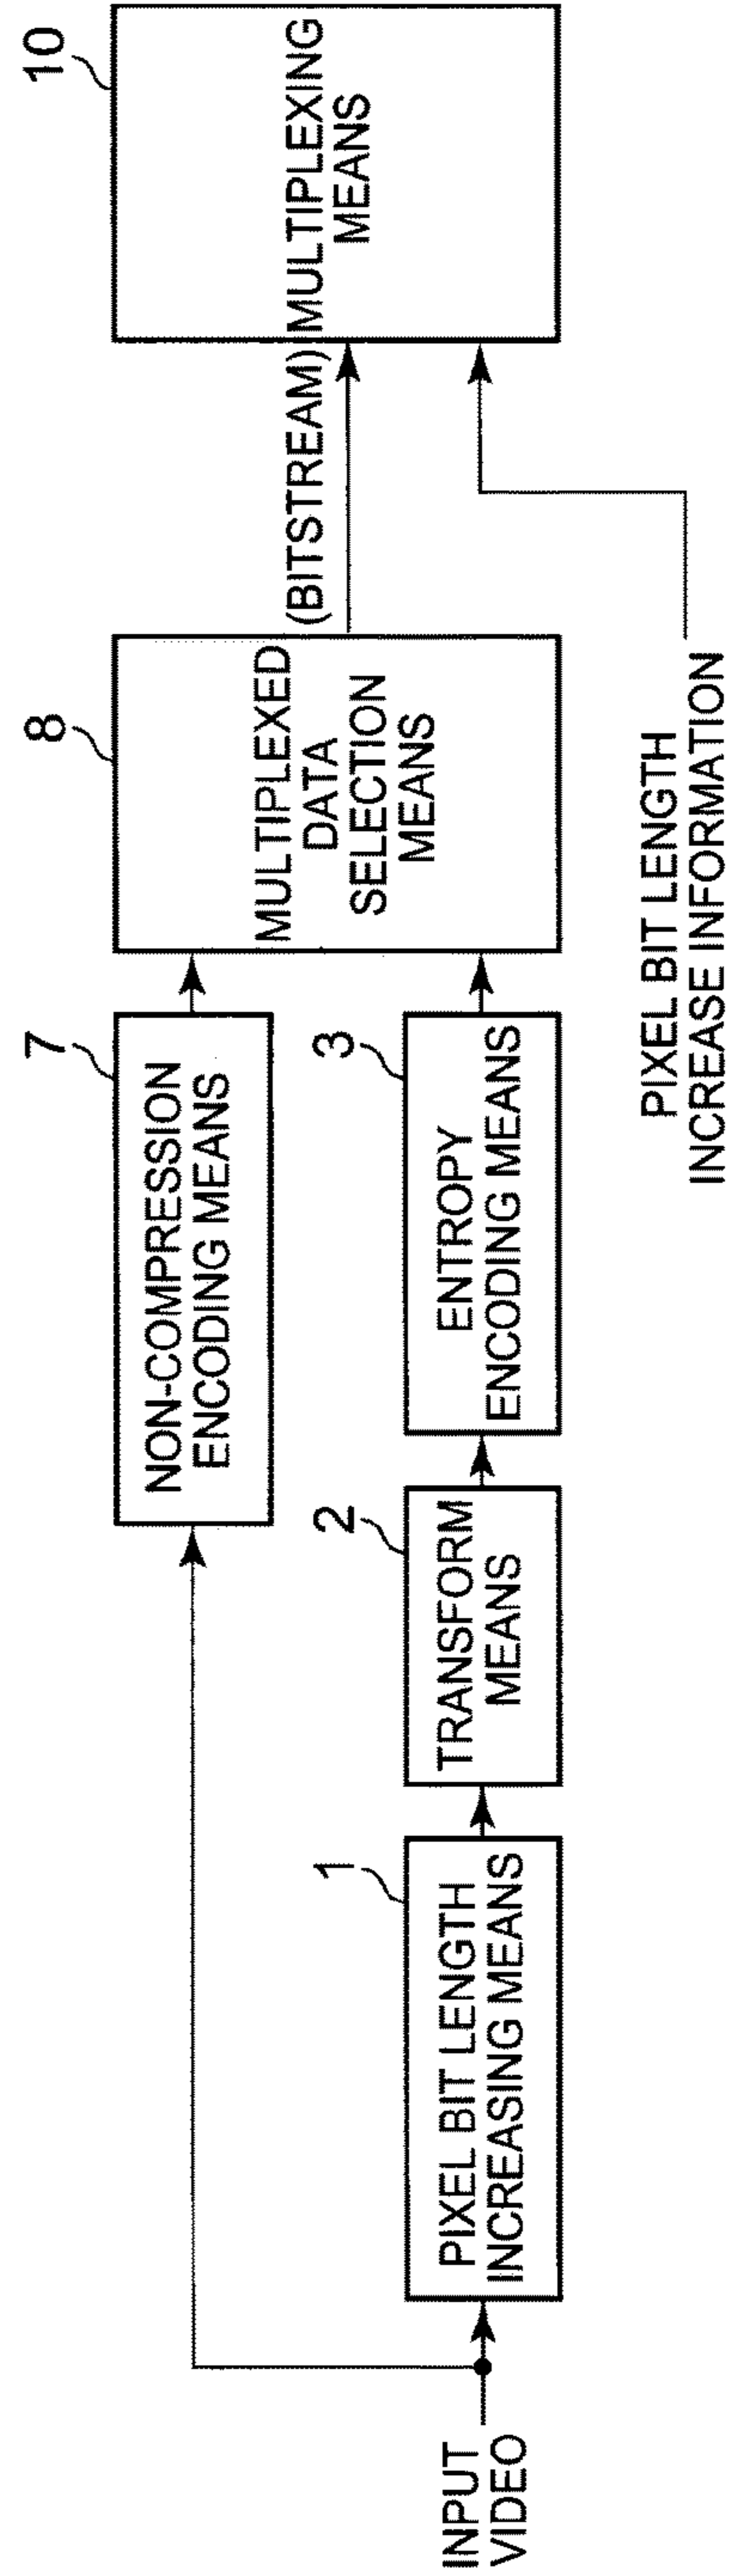 INPUT
VIDEO
1
PIXEL BIT LENGTH
INCREASING MEANS
2
TRANSFORM
MEANS
3
ENTROPY
ENCODING MEANS
7
NON-COMPRESSION
ENCODING MEANS
8
MULTIPLEXED
DATA
SELECTION
MEANS
(BITSTREAM)
10
MULTIPLEXING
MEANS
PIXEL BIT LENGTH
INCREASE INFORMATION